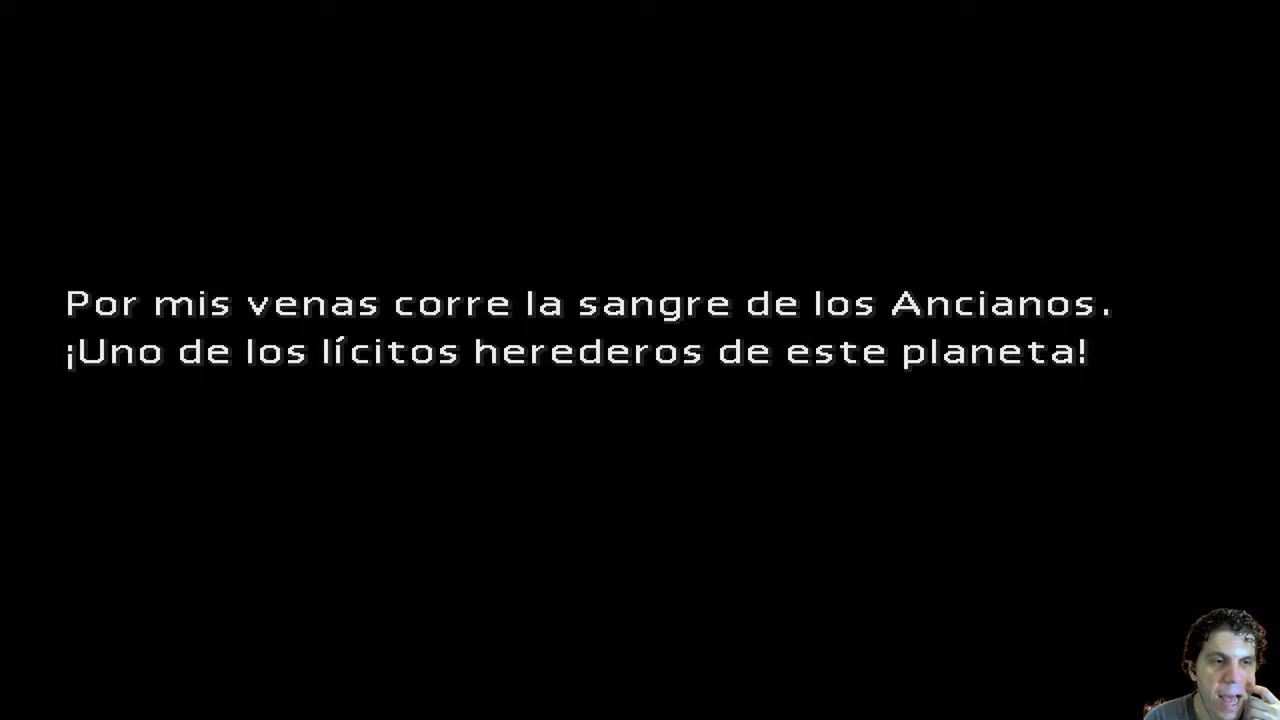 Por mis venas corre la sangre de los Ancianos.
¡Uno de los lícitos herederos de este planeta!